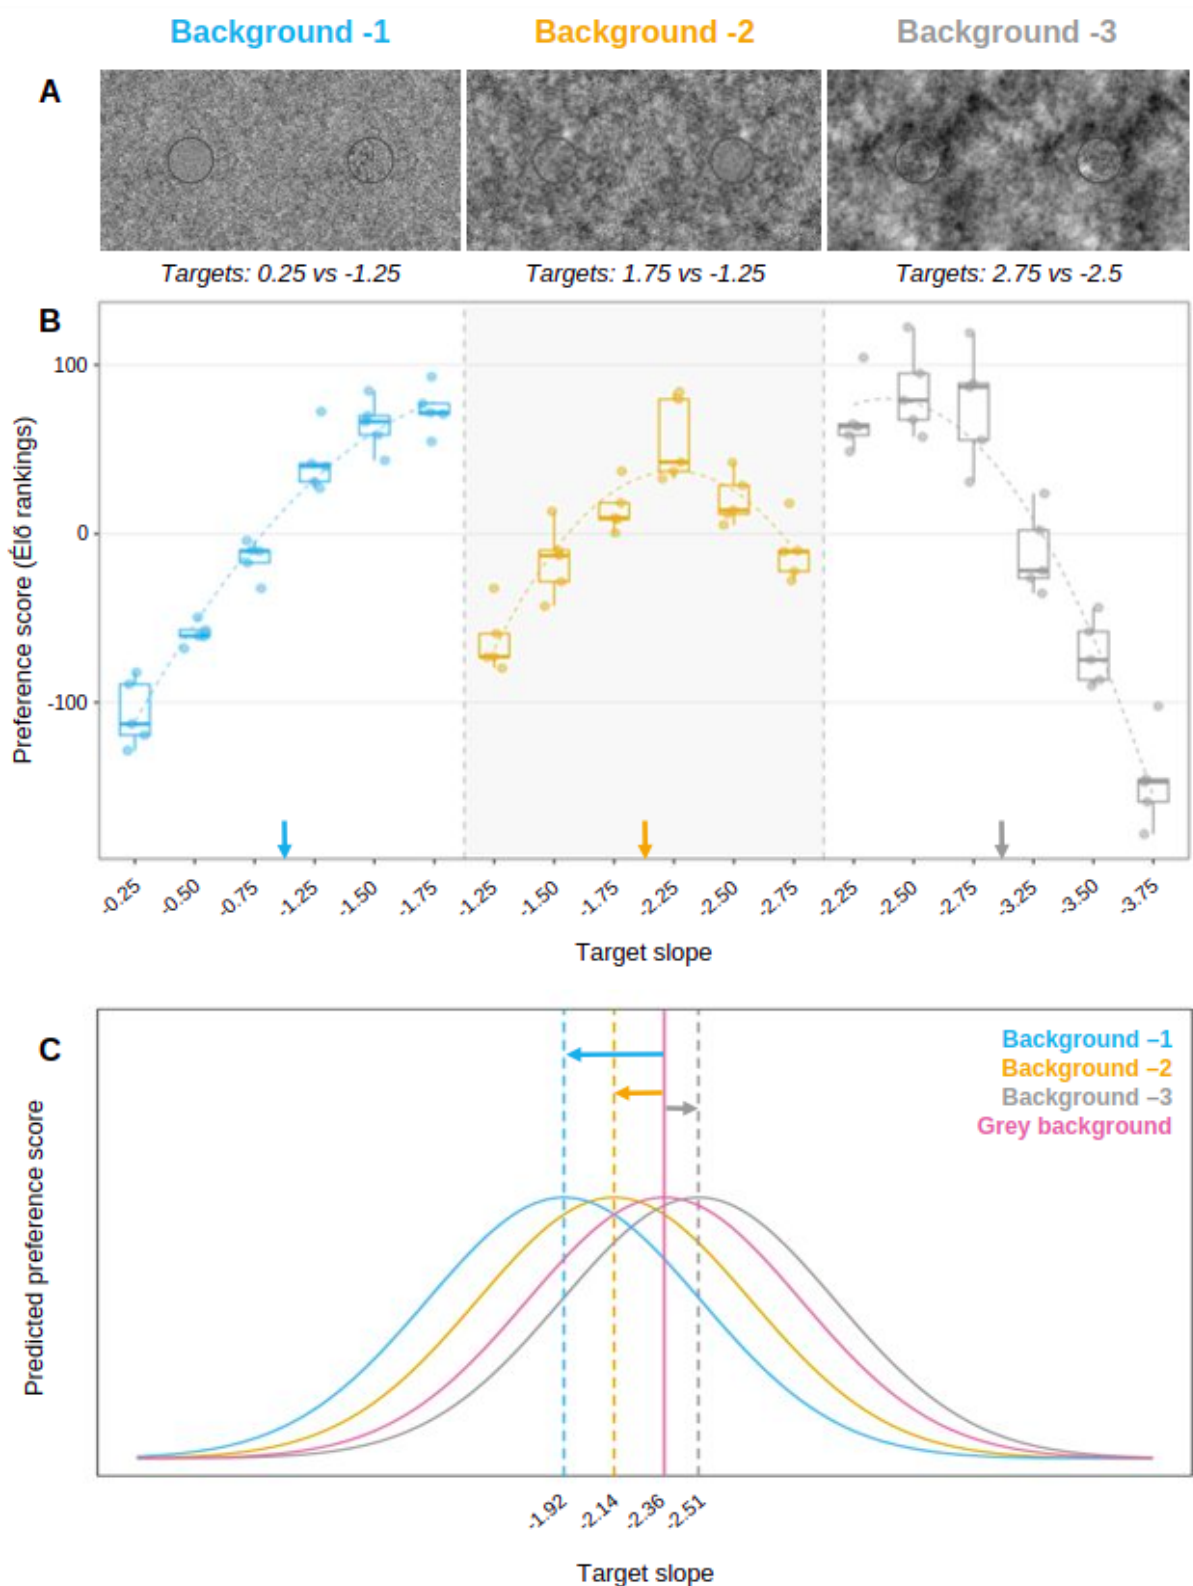 Background -1 Background -2 Background -3
A
Targets: 0.25 vs -1.25 Targets: 1.75 vs -1.25 Targets: 2.75 vs -2.5
B
Preference score (Élő rankings)
100
0
-100
-0.25 -0.50 -0.75 -1.25 -1.50 -1.75 -1.25 -1.50 -1.75 -2.25 -2.50 -2.75 -2.25 -2.50 -2.75 -3.25 -3.50 -3.75
Target slope
C
Background –1
Background –2
Background –3
Grey background
Predicted preference score
-1.92 -2.14 -2.36 -2.51
Target slope